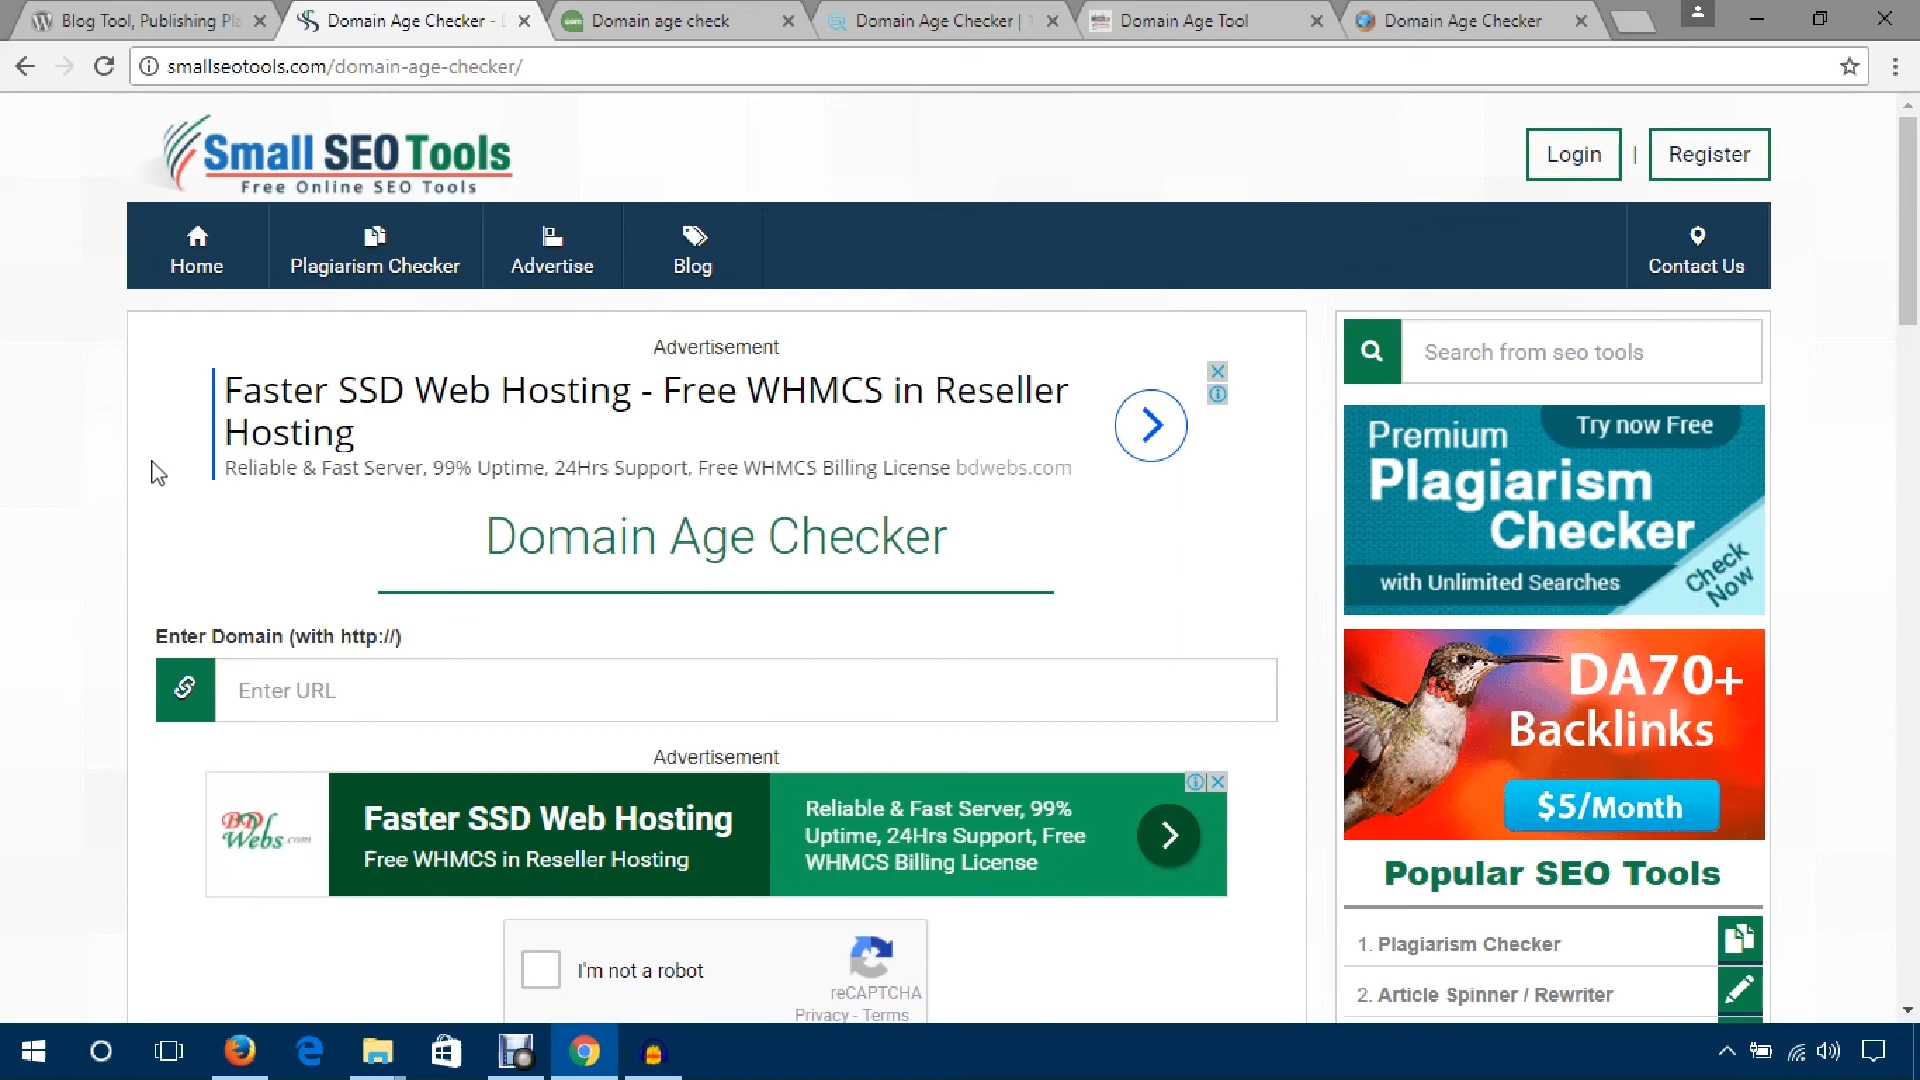 Blog Tool, Publishing Pla
Domain Age Checker -
Domain age check
Domain Age Checker |
Domain Age Tool
Domain Age Checker
smallseotools.com/domain-age-checker/
Small SEO Tools
Free Online SEO Tools
Login | Register
Home
Plagiarism Checker
Advertise
Blog
Contact Us
Advertisement
Faster SSD Web Hosting - Free WHMCS in Reseller
Hosting
Reliable & Fast Server, 99% Uptime, 24Hrs Support, Free WHMCS Billing License bdwebs.com
Domain Age Checker
Enter Domain (with http://)
Enter URL
Advertisement
BD
Webs.com
Faster SSD Web Hosting
Free WHMCS in Reseller Hosting
Reliable & Fast Server, 99%
Uptime, 24Hrs Support, Free
WHMCS Billing License
I'm not a robot
reCAPTCHA
Privacy - Terms
Search from seo tools
Try now Free
Premium
Plagiarism
Checker
with Unlimited Searches
Check
Now
DA70+
Backlinks
$5/Month
Popular SEO Tools
1. Plagiarism Checker
2. Article Spinner / Rewriter